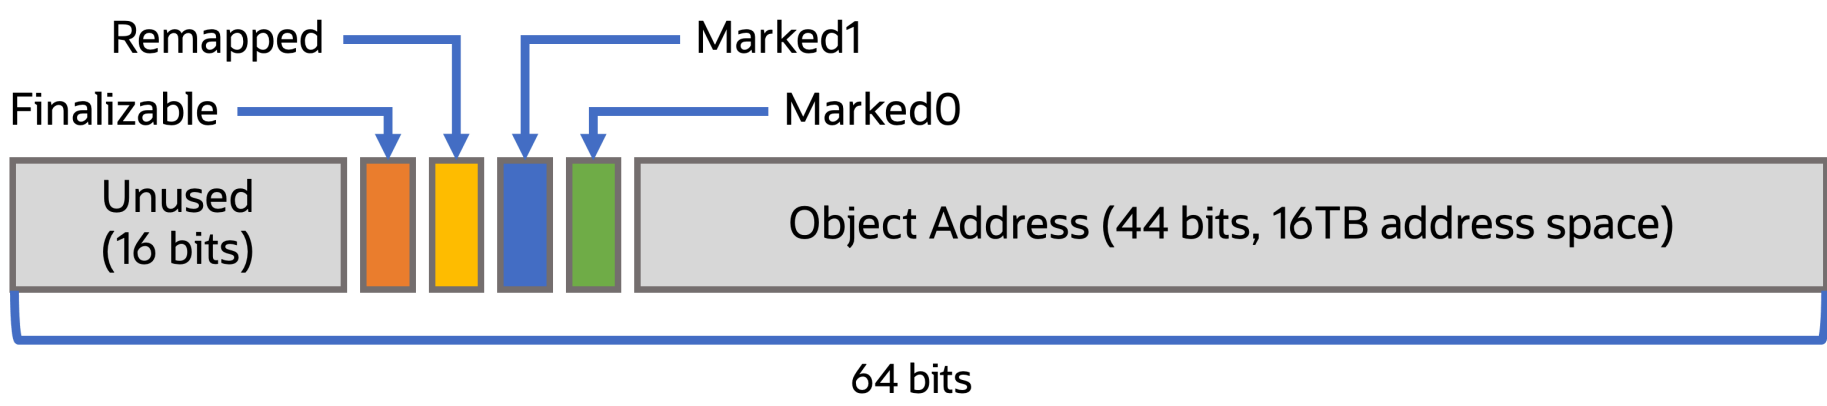 Remapped
Marked1
Finalizable
Marked0
Unused
(16 bits)
Object Address (44 bits, 16TB address space)
64 bits